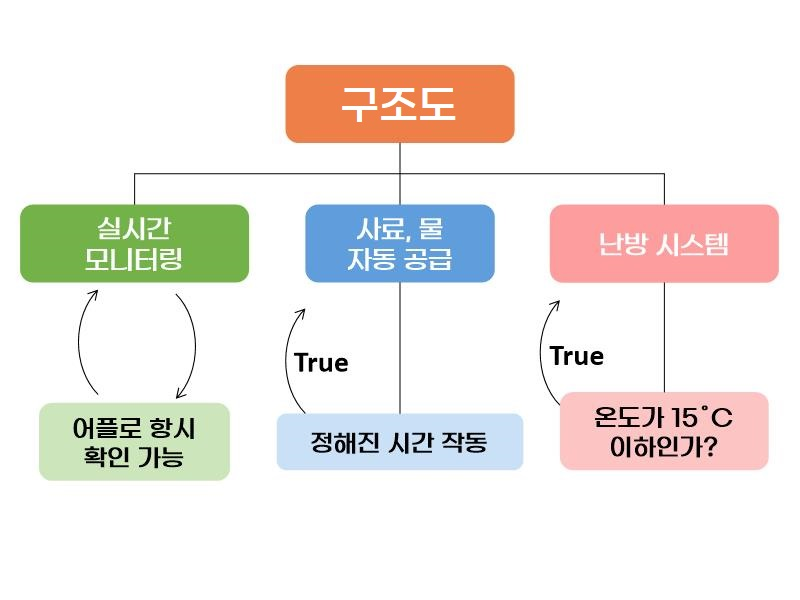 구조도
실시간
모니터링
사료, 물
자동 공급
난방 시스템
True
True
어플로 항시
확인 가능
정해진 시간 작동
온도가 15˚C
이하인가?